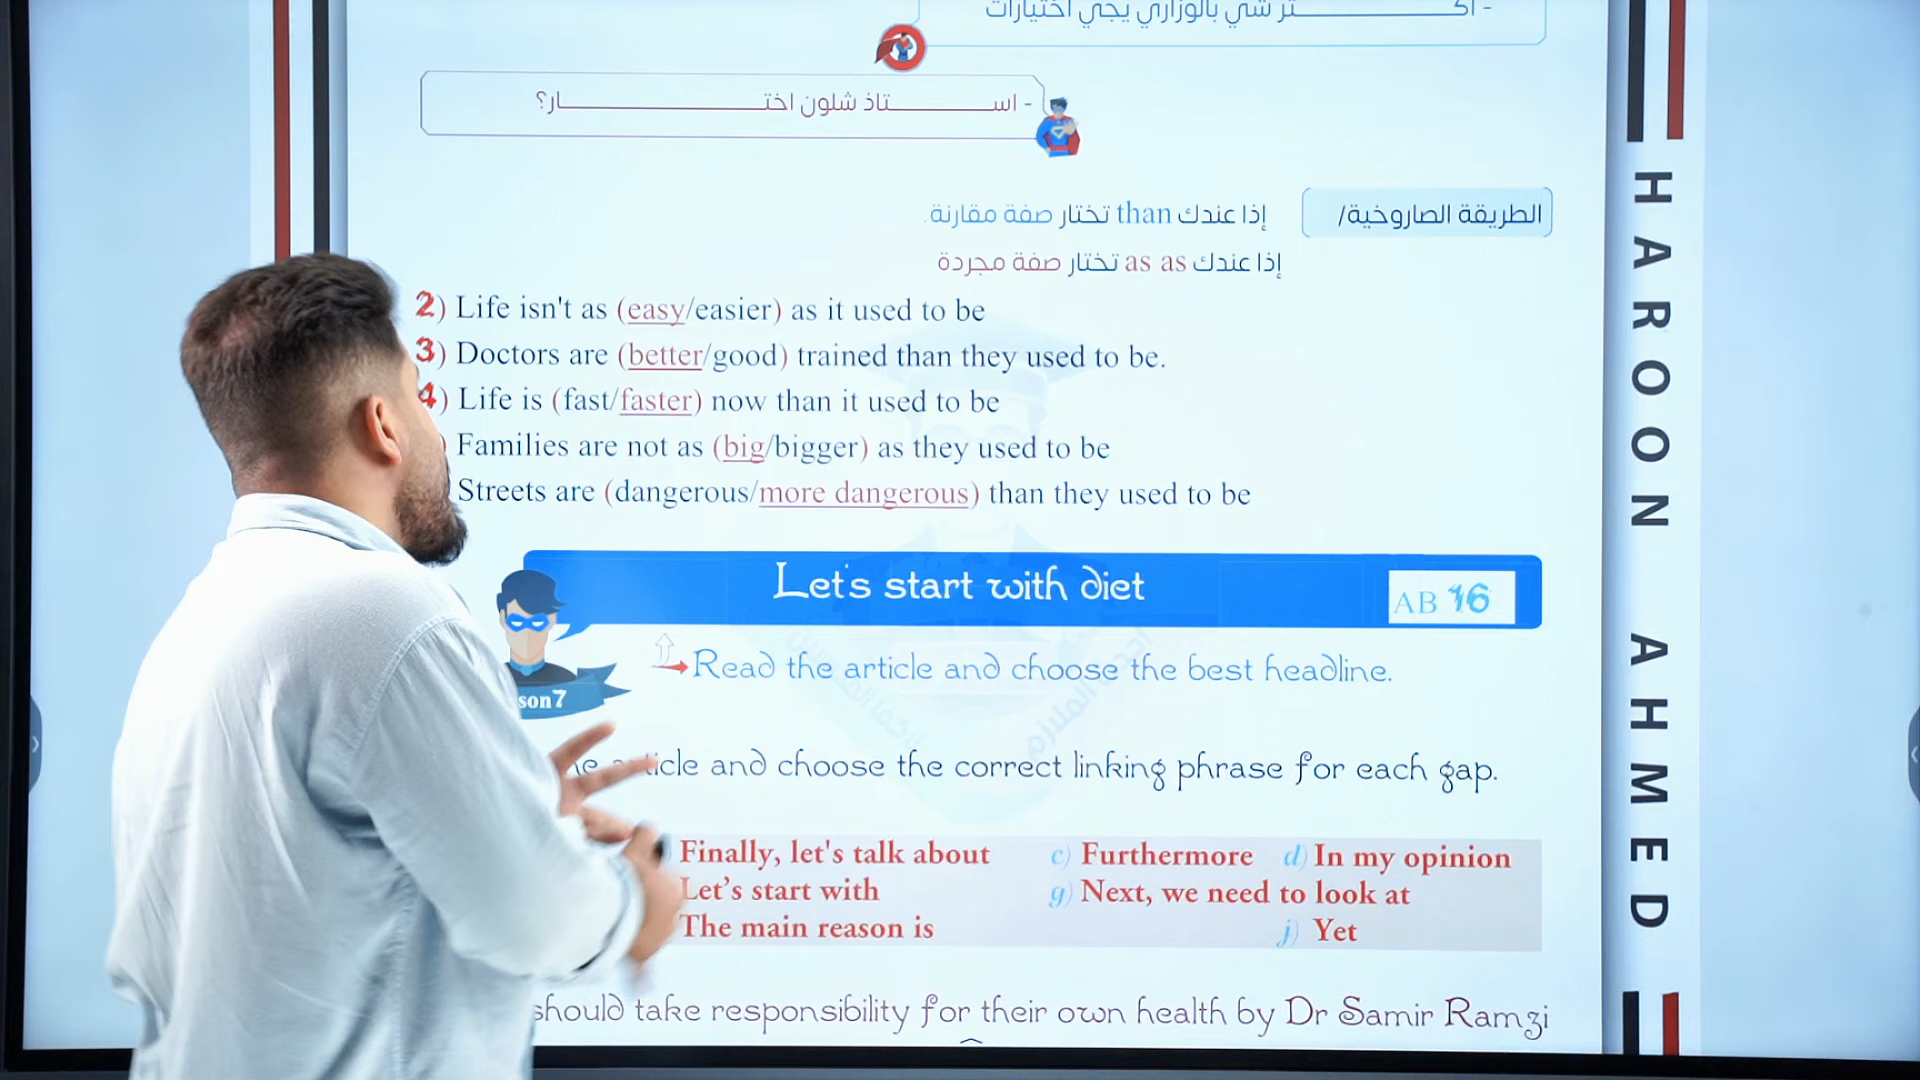 - اكـــــتر شي بالوزاري يجي اختيارات
- اســـــتاذ شلون اختـــــــار؟
الطريقة الصاروخية/ إذا عندك than تختار صفة مقارنة.
إذا عندك as as تختار صفة مجردة
2) Life isn't as (easy/easier) as it used to be
3) Doctors are (better/good) trained than they used to be.
4) Life is (fast/faster) now than it used to be
) Families are not as (big/bigger) as they used to be
Streets are (dangerous/more dangerous) than they used to be
Let's start with diet
AB 16
son7
Read the article and choose the best headline.
article and choose the correct linking phrase for each gap.
Finally, let's talk about c) Furthermore d) In my opinion
Let's start with g) Next, we need to look at
The main reason is j) Yet
should take responsibility for their own health by Dr Samir Ramzi
HAROON AHMED